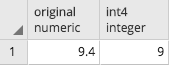 original int4
numeric integer
1 9.4 9